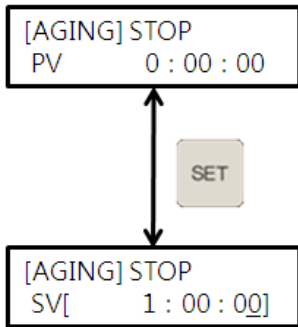 [AGING] STOP
PV 0 : 00 : 00
SET
[AGING] STOP
SV[ 1 : 00 : 00]